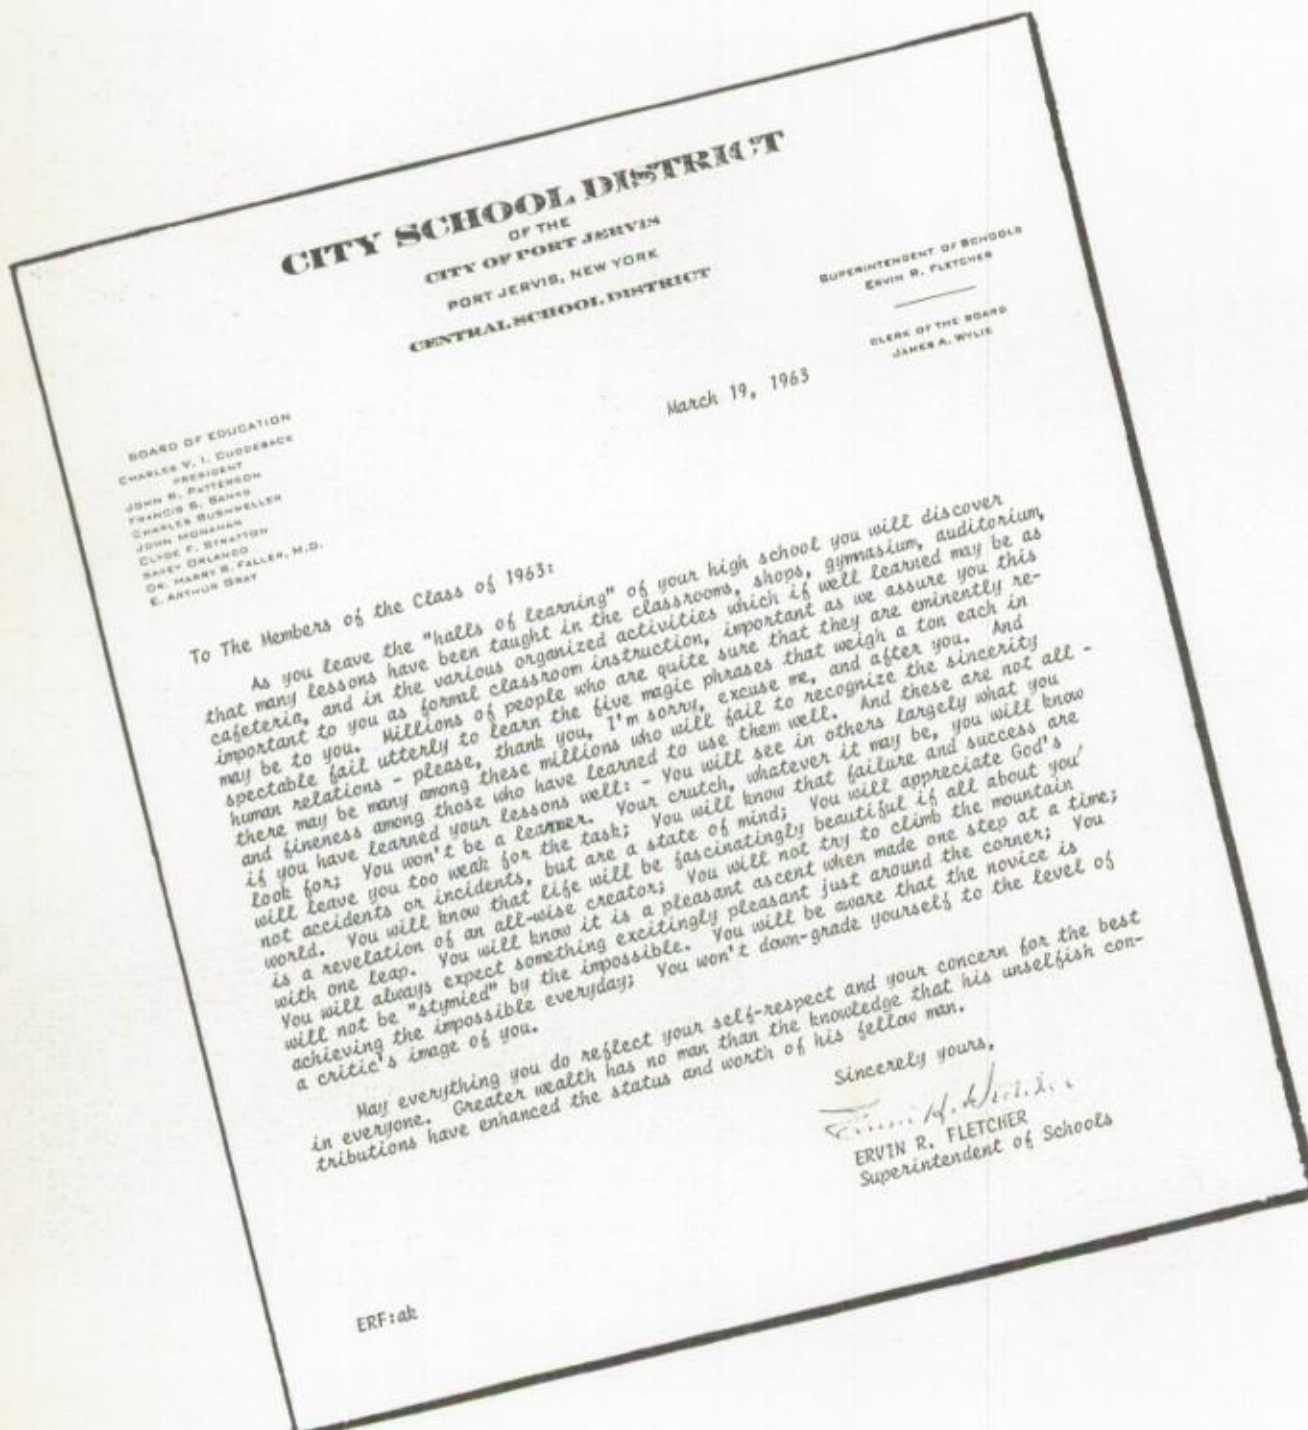 CITY SCHOOL DISTRICT
OF THE
CITY OF PORT JERVIS
PORT JERVIS, NEW YORK
CENTRAL SCHOOL DISTRICT
SUPERINTENDENT OF SCHOOLS
ERVIN R. FLETCHER
CLERK OF THE BOARD
JAMES A. WYLIE
March 19, 1963
BOARD OF EDUCATION
CHARLES V. I. CUDDEBACK
PRESIDENT
JOHN R. PATTERSON
FRANCIS S. BANKS
CHARLES BUSHWELLER
JOHN MONAHAN
CLYDE F. STRATTON
SAVEY ORLANDO
DR. HARRY B. FALLER, M.D.
E. ARTHUR GRAY
To The Members of the Class of 1963:
As you leave the "halls of learning" of your high school you will discover
that many lessons have been taught in the classrooms, shops, gymnasium, auditorium,
cafeteria, and in the various organized activities which if well learned may be as
important to you as formal classroom instruction, important as we assure you this
may be to you. Millions of people who are quite sure that they are eminently re-
spectable fail utterly to learn the five magic phrases that weigh a ton each in
human relations - please, thank you, I'm sorry, excuse me, and after you. And
there may be many among these millions who will fail to recognize the sincerity
and fineness among those who have learned to use them well. And these are not all -
if you have learned your lessons well: - You will see in others largely what you
look for; You won't be a leaner. Your crutch, whatever it may be, you will know
will leave you too weak for the task; You will know that failure and success are
not accidents or incidents, but are a state of mind; You will appreciate God's
world. You will know that life will be fascinatingly beautiful if all about you
is a revelation of an all-wise creator; You will not try to climb the mountain
with one leap. You will know it is a pleasant ascent when made one step at a time;
You will always expect something excitingly pleasant just around the corner; You
will not be "stymied" by the impossible. You will be aware that the novice is
achieving the impossible everyday; You won't down-grade yourself to the level of
a critic's image of you.
May everything you do reflect your self-respect and your concern for the best
in everyone. Greater wealth has no man than the knowledge that his unselfish con-
tributions have enhanced the status and worth of his fellow man.
Sincerely yours,
ERVIN R. FLETCHER
Superintendent of Schools
ERF:ak